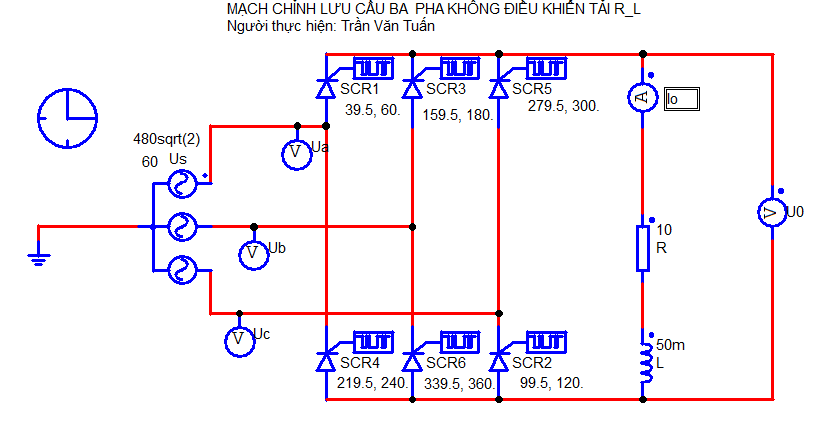 MẠCH CHỈNH LƯU CẦU BA PHA KHÔNG ĐIỀU KHIỂN TẢI R_L
Người thực hiện: Trần Văn Tuấn
SCR1
39.5, 60.
SCR3
159.5, 180.
SCR5
279.5, 300.
A
Io
480sqrt(2)
60 Us
V Ua
V Ub
V Uc
10
R
V U0
SCR4
219.5, 240.
SCR6
339.5, 360.
SCR2
99.5, 120.
50m
L